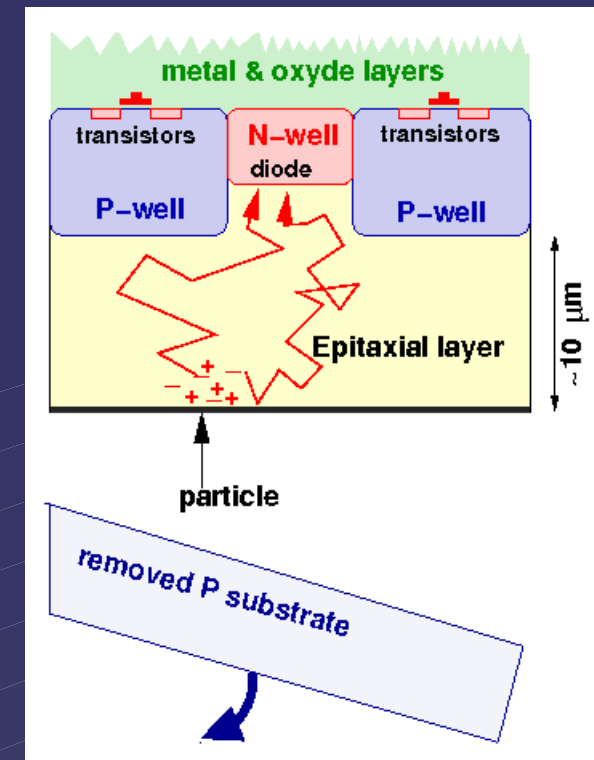 metal & oxyde layers
transistors
N-well
transistors
diode
P-well
P-well
Epitaxial layer
~10 μm
+
- + -
- + +
particle
removed P substrate